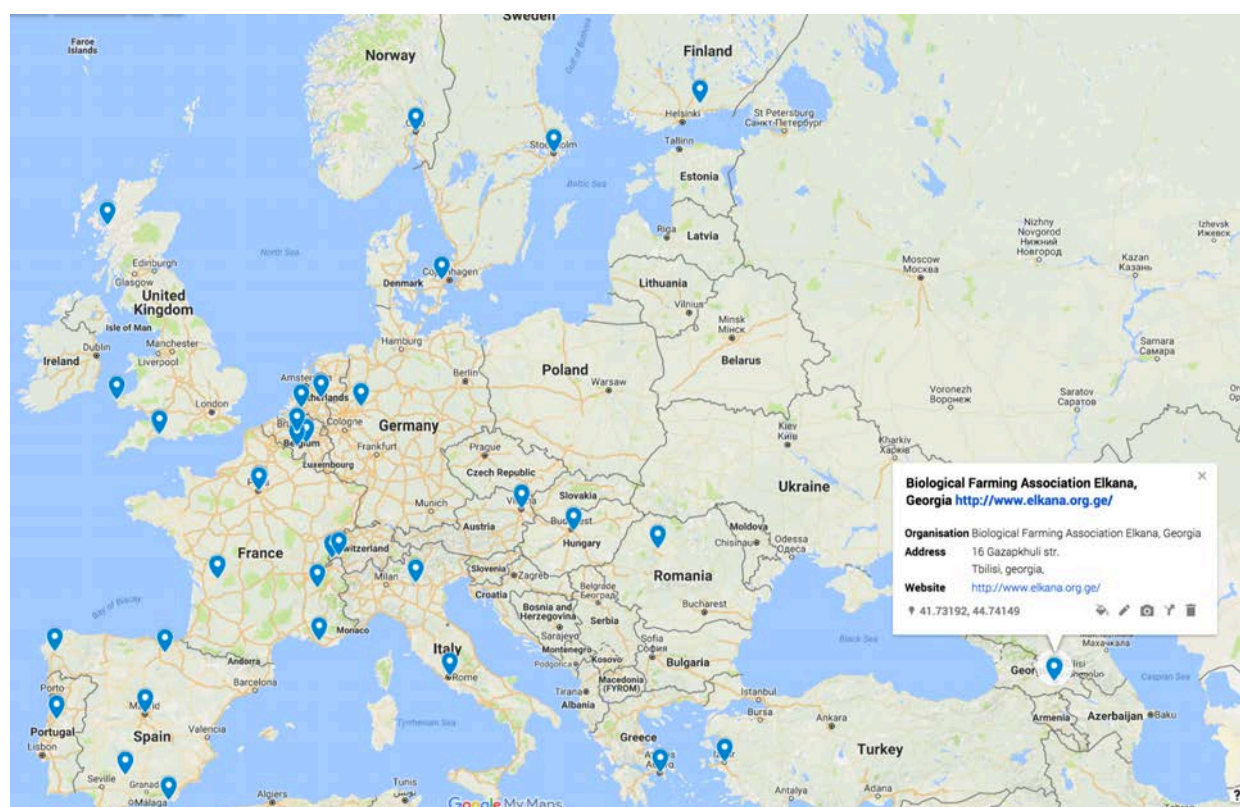 Faroe
Islands
Sweden
Norway
Finland
Gulf of Bothnia
Helsinki
St Petersburg
Санкт-Петербург
Tallinn
Estonia
Baltic Sea
Riga
Latvia
Nizhny
Novgorod
Нижний
Новгород
Izhevsk
Ижевск
Kazan
Казань
Moscow
Москва
North Sea
Edinburgh
Glasgow
United
Kingdom
Isle of Man
Denmark
Lithuania
Vilnius
Minsk
Мінск
Belarus
Dublin
Manchester
Liverpool
Ireland
Hamburg
Samara
Самара
Amsterdam
Berlin
Poland
Warsaw
Voronezh
Воронеж
Saratov
Саратов
London
Cologne
Belgium
Germany
Kiev
Київ
Kharkiv
Харків
Frankfurt
Luxembourg
Prague
Czech Republic
Ukraine
Slovakia
Munich
Austria
Hungary
Moldova
Chisinau
Odessa
Одеса
France
Switzerland
Slovenia
Zagreb
Milan
Croatia
Romania
Belgrade
Београд
Bucharest
Bosnia and
Herzegovina
Serbia
Sarajevo
Bay of Biscay
Monaco
Montenegro
Kosovo
Sofia
София
Bulgaria
Podgorica
Italy
Rome
Macedonia
(FYROM)
Andorra
Barcelona
Porto
Tirana
Albania
Istanbul
Bursa
Black Sea
Portugal
Lisbon
Spain
Valencia
Tyrrhenian Sea
Greece
Ankara
Turkey
Махачкала
Caspian Sea
Armenia
Azerbaijan
Baku
Seville
Málaga
Algiers
Tunis
تونس
Antalya
Adana
Google My Maps
?
Biological Farming Association Elkana,
Georgia http://www.elkana.org.ge/
Organisation Biological Farming Association Elkana, Georgia
Address 16 Gazapkhuli str.
Tbilisi, georgia,
Website http://www.elkana.org.ge/
41.73192, 44.74149